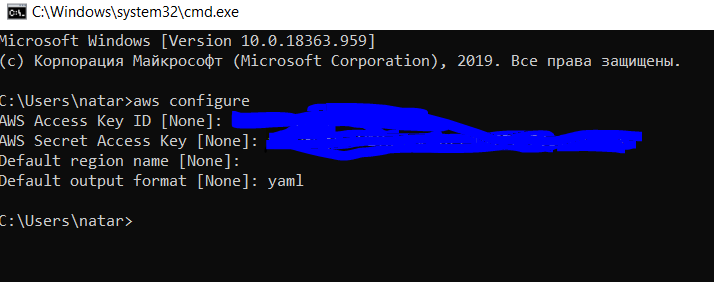 C:\Windows\system32\cmd.exe
Microsoft Windows [Version 10.0.18363.959]
(c) Корпорация Майкрософт (Microsoft Corporation), 2019. Все права защищены.
C:\Users\natar>aws configure
AWS Access Key ID [None]:
AWS Secret Access Key [None]:
Default region name [None]:
Default output format [None]: yaml
C:\Users\natar>